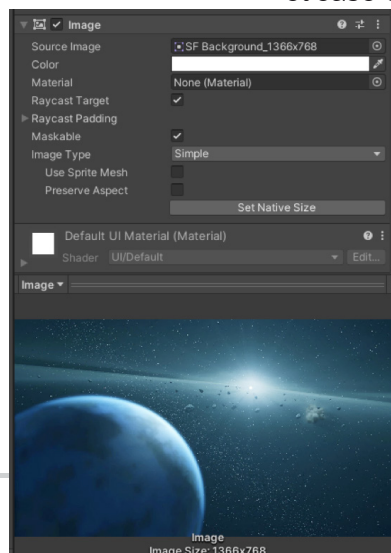 Image
Source Image SF Background_1366x768
Color
Material None (Material)
Raycast Target
Raycast Padding
Maskable
Image Type Simple
Use Sprite Mesh
Preserve Aspect
Set Native Size
Default UI Material (Material)
Shader UI/Default Edit...
Image
Image
Image Size: 1366x768